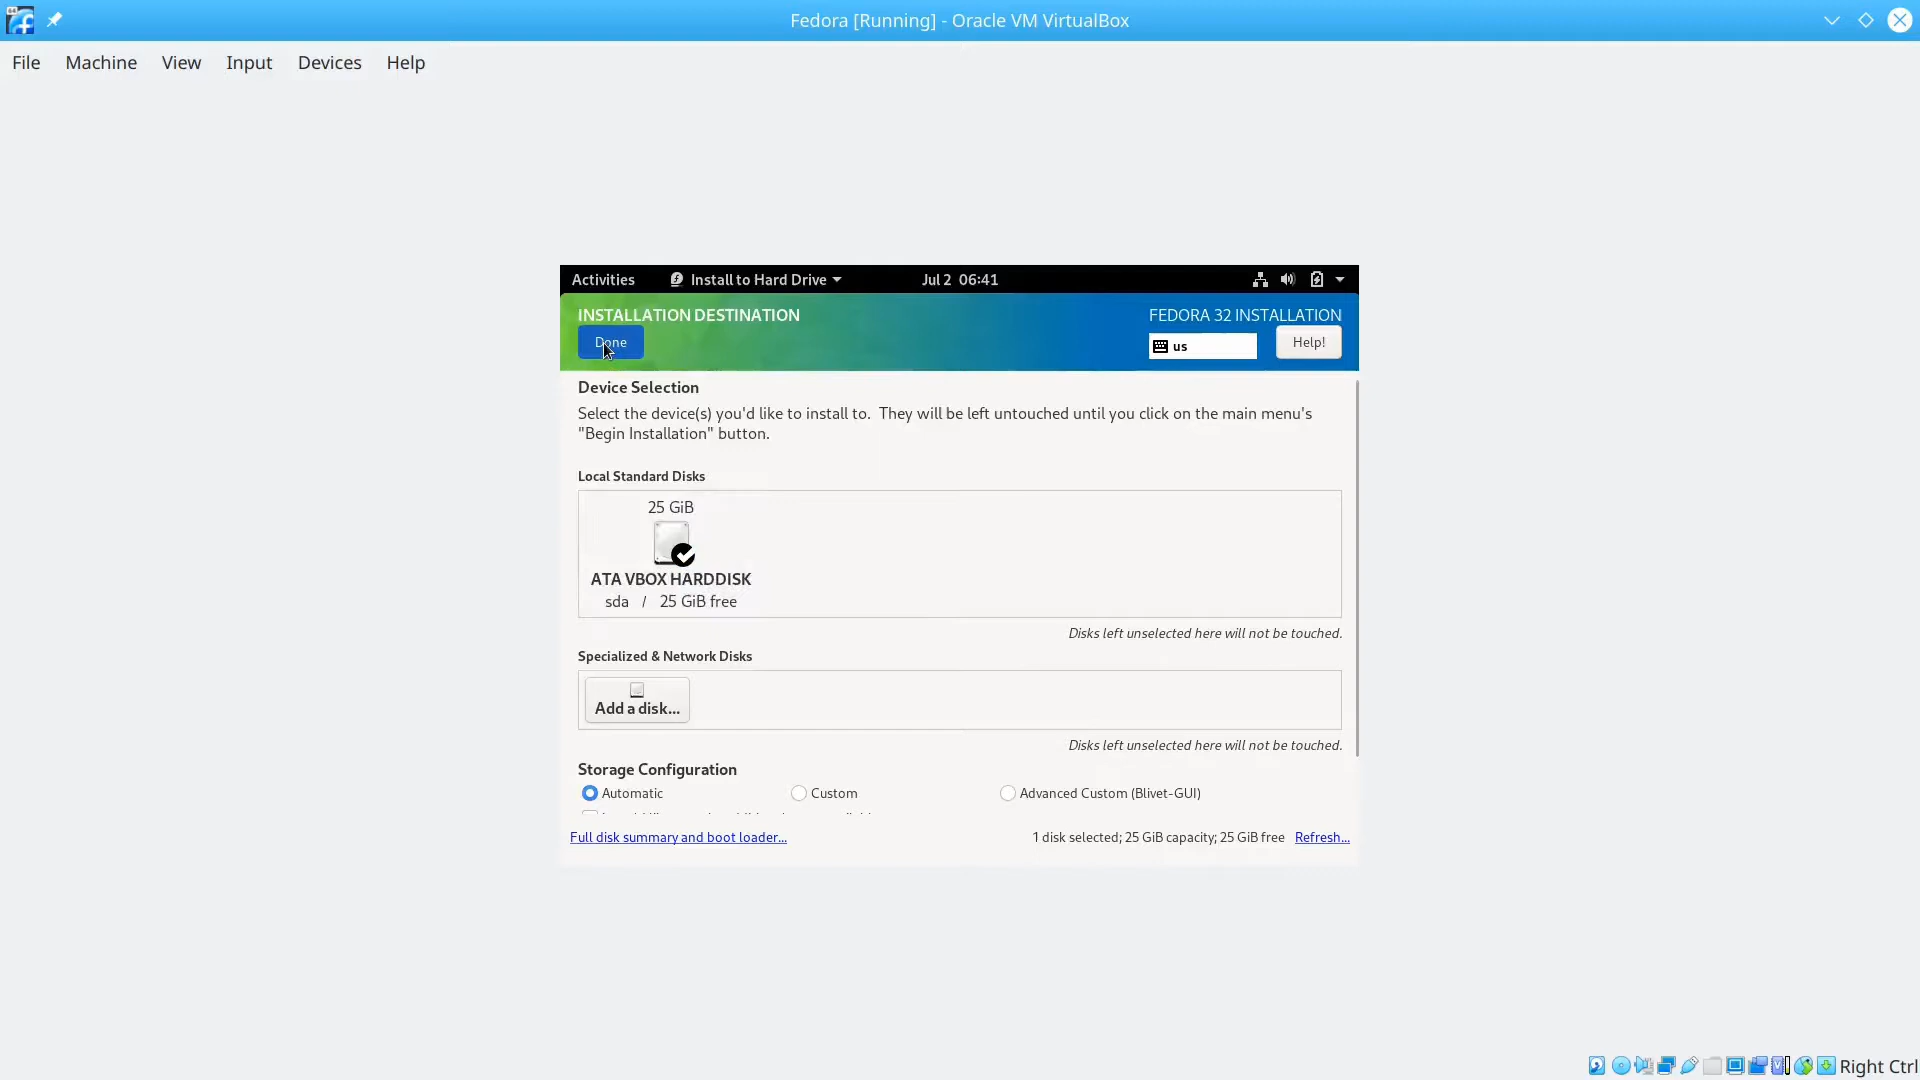 Fedora [Running] - Oracle VM VirtualBox
File Machine View Input Devices Help
Activities Install to Hard Drive Jul 2 06:41
INSTALLATION DESTINATION FEDORA 32 INSTALLATION
Done us Help!
Device Selection
Select the device(s) you'd like to install to. They will be left untouched until you click on the main menu's
"Begin Installation" button.
Local Standard Disks
25 GiB
ATA VBOX HARDDISK
sda / 25 GiB free
Disks left unselected here will not be touched.
Specialized & Network Disks
Add a disk...
Disks left unselected here will not be touched.
Storage Configuration
Automatic Custom Advanced Custom (Blivet-GUI)
Full disk summary and boot loader... 1 disk selected; 25 GiB capacity; 25 GiB free Refresh...
Right Ctrl